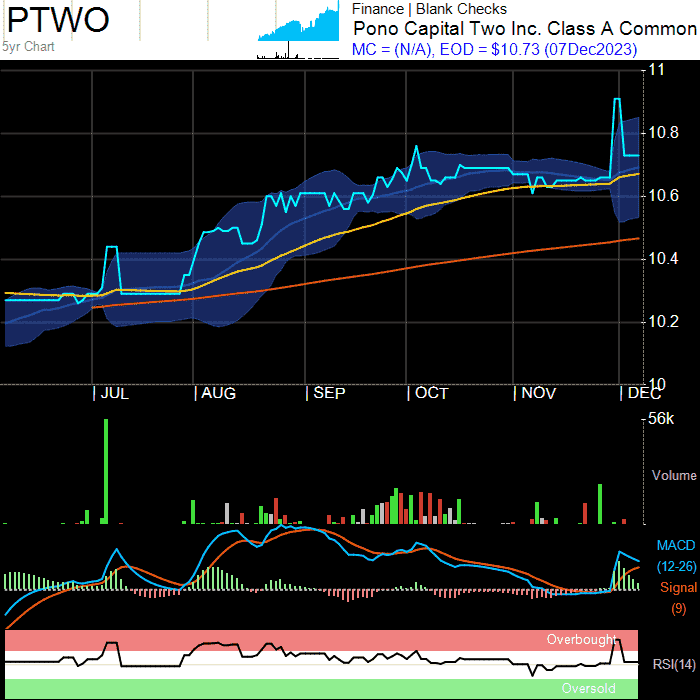 PTWO
5yr Chart
Finance | Blank Checks
Pono Capital Two Inc. Class A Common
MC = (N/A), EOD = $10.73 (07Dec2023)
11
10.8
10.6
10.4
10.2
10
JUL
AUG
SEP
OCT
NOV
DEC
56k
Volume
MACD
(12-26)
Signal
(9)
Overbought
RSI(14)
Oversold